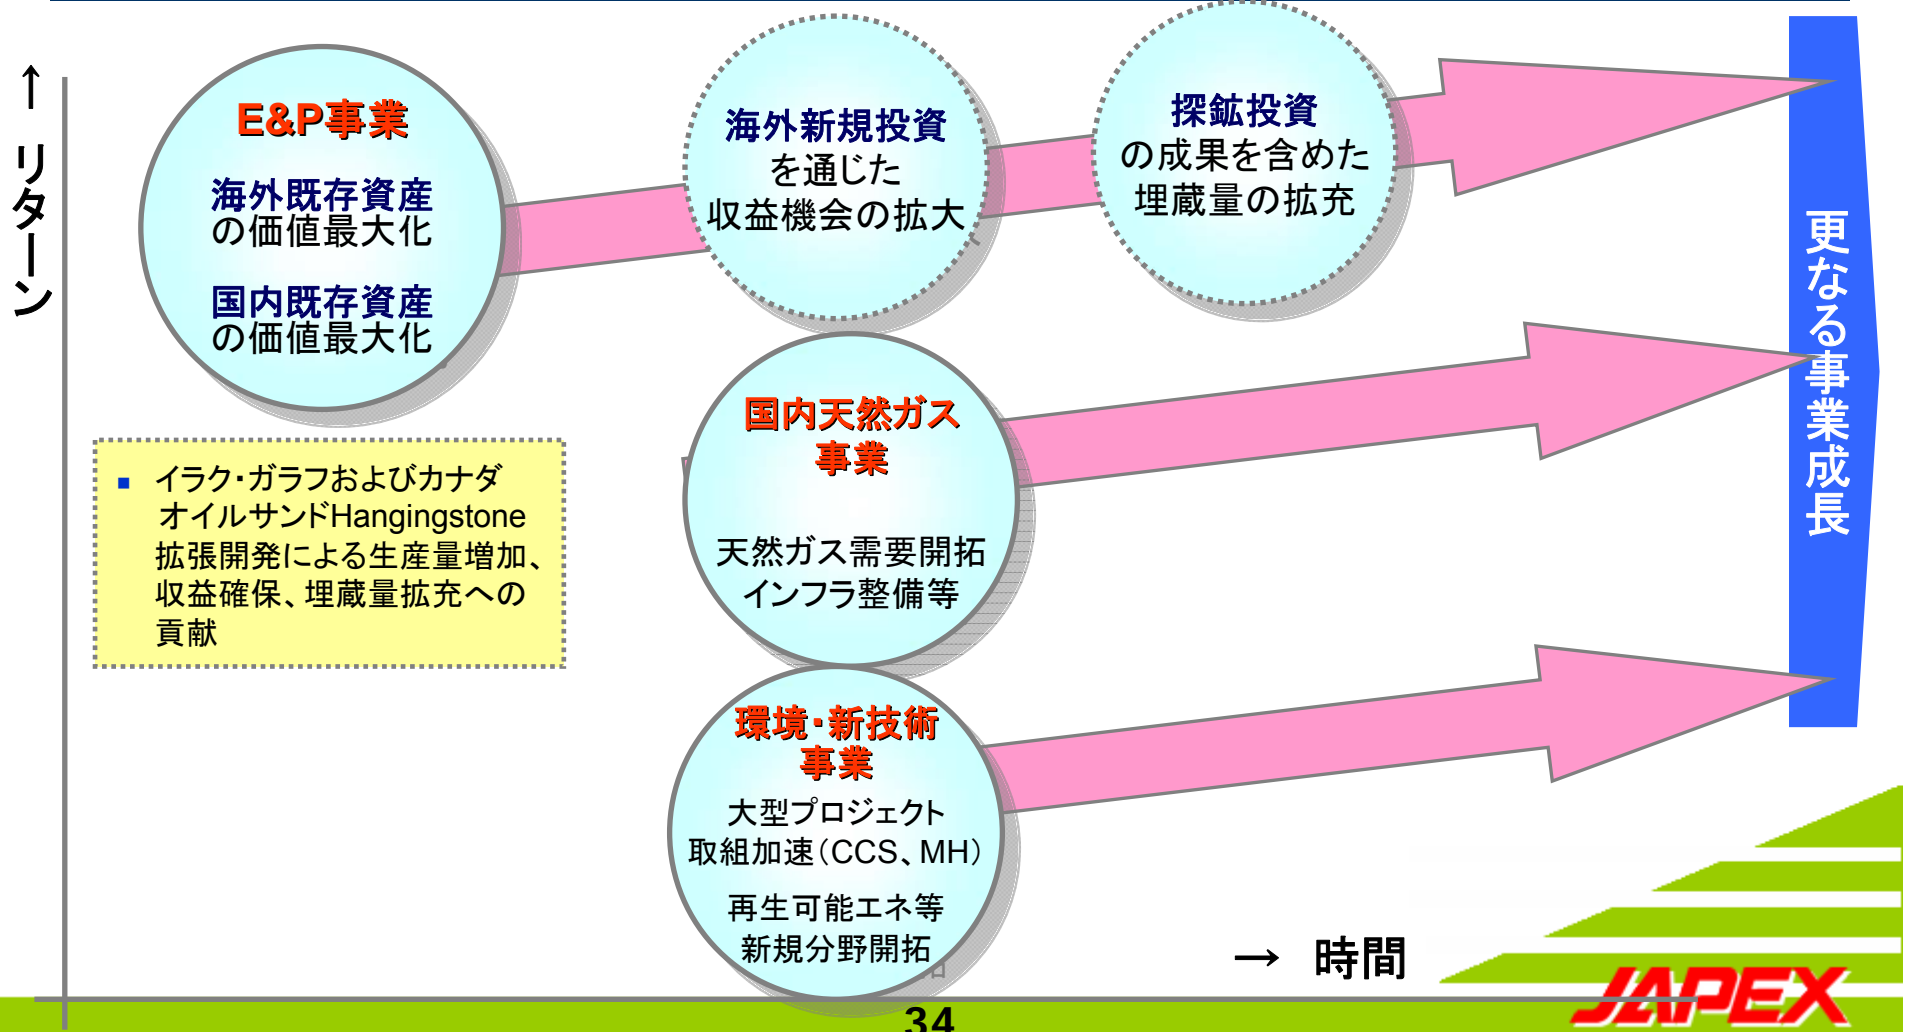 ↑ リターン
E&P事業
海外既存資産
の価値最大化
国内既存資産
の価値最大化
海外新規投資
を通じた
収益機会の拡大
探鉱投資
の成果を含めた
埋蔵量の拡充
■ イラク・ガラフおよびカナダ
オイルサンドHangingstone
拡張開発による生産量増加、
収益確保、埋蔵量拡充への
貢献
国内天然ガス
事業
天然ガス需要開拓
インフラ整備等
環境・新技術
事業
大型プロジェクト
取組加速（CCS、MH）
再生可能エネ等
新規分野開拓
更なる事業成長
→ 時間
JAPEX
34